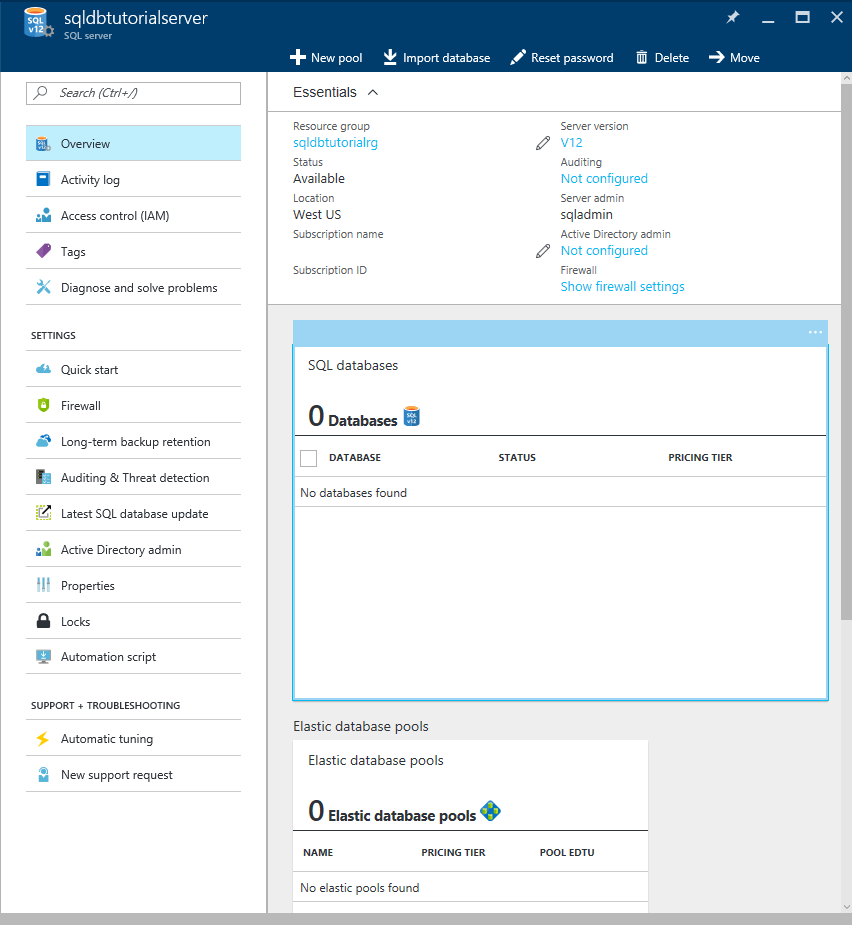 sqldbtutorialserver
SQL server
New pool
Import database
Reset password
Delete
Move
Search (Ctrl+/)
Overview
Activity log
Access control (IAM)
Tags
Diagnose and solve problems
SETTINGS
Quick start
Firewall
Long-term backup retention
Auditing & Threat detection
Latest SQL database update
Active Directory admin
Properties
Locks
Automation script
SUPPORT + TROUBLESHOOTING
Automatic tuning
New support request
Essentials
Resource group
sqldbtutorialrg
Status
Available
Location
West US
Subscription name
Subscription ID
Server version
V12
Auditing
Not configured
Server admin
sqladmin
Active Directory admin
Not configured
Firewall
Show firewall settings
SQL databases
0 Databases
DATABASE STATUS PRICING TIER
No databases found
Elastic database pools
Elastic database pools
0 Elastic database pools
NAME PRICING TIER POOL EDTU
No elastic pools found